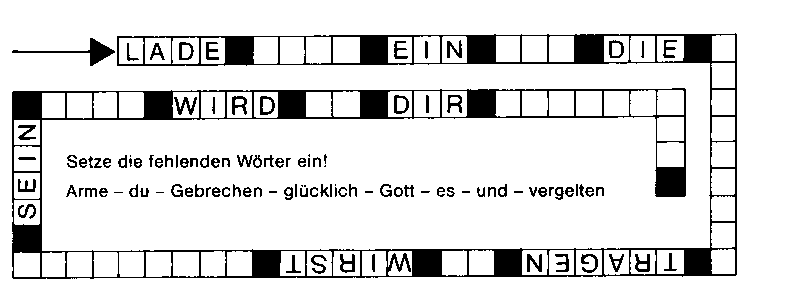 LADE EIN DIE
WIRD DIR
SEIN
Setze die fehlenden Wörter ein!
Arme – du – Gebrechen – glücklich – Gott – es – und – vergelten
TRAGEN WIRST